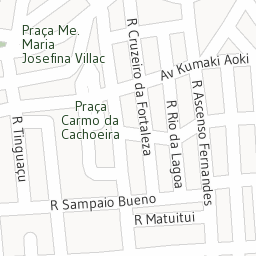 Praça Me.
Maria
Josefina Villac
R Cruzeiro da Fortaleza
Av Kumaki Aoki
R Ascenso Fernandes
R Rio da Lagoa
Praça
Carmo da
Cachoeira
R Tinguaçu
R Sampaio Bueno
R Matuituí